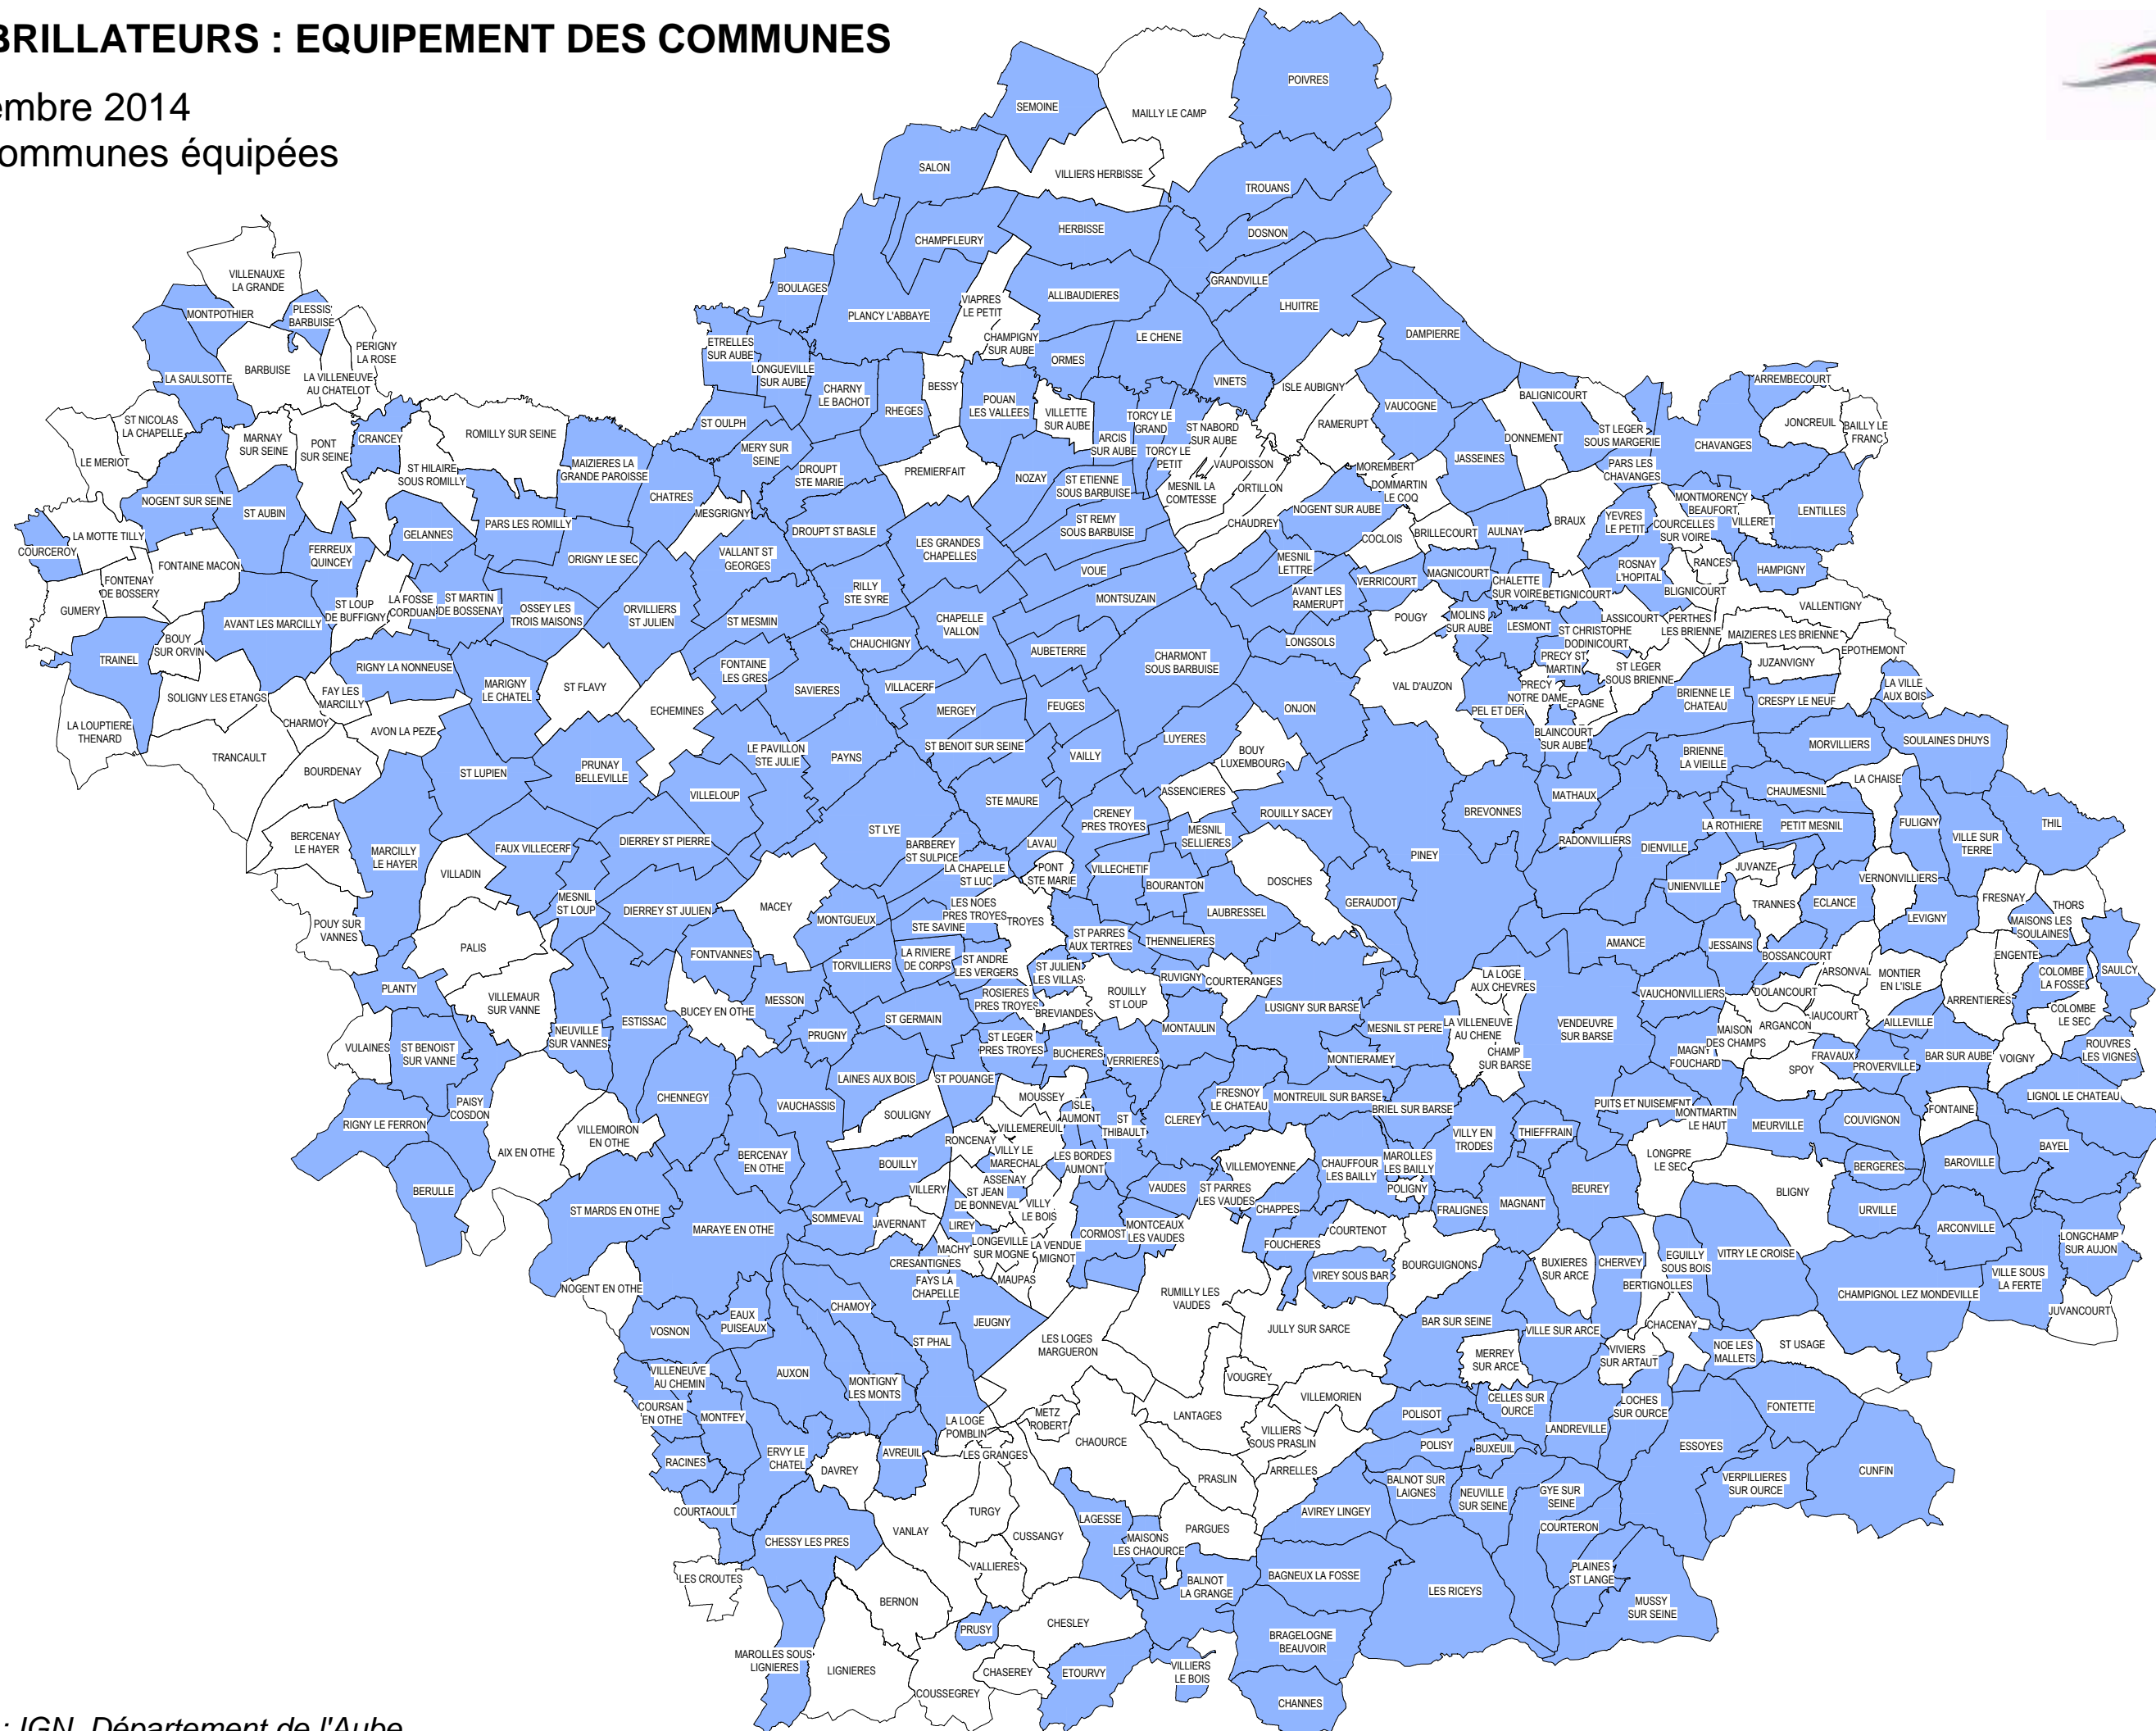 BRILLATEURS : EQUIPEMENT DES COMMUNES
embre 2014
ommunes équipées
POIVRES
SEMOINE
MAILLY LE CAMP
SALON
VILLIERS HERBISSE
TROUANS
HERBISSE
DOSNON
CHAMPFLEURY
VILLENAUXE
LA GRANDE
GRANDVILLE
BOULAGES
ALLIBAUDIERES
VIAPRES
LE PETIT
LHUITRE
MONTPOTHIER
PLESSIS
BARBUISE
PLANCY L'ABBAYE
DAMPIERRE
CHAMPIGNY
SUR AUBE
LE CHENE
ETRELLES
SUR AUBE
PERIGNY
LA ROSE
ORMES
BARBUISE
LA SAULSOTTE
LA VILLENEUVE
AU CHATELOT
LONGUEVILLE
SUR AUBE
CHARNY
LE BACHOT
BESSY
VINETS
ISLE AUBIGNY
ARREMBECOURT
BALIGNICOURT
RHEGES
POUAN
LES VALLEES
VAUCOGNE
ST NICOLAS
LA CHAPELLE
VILLETTE
SUR AUBE
TORCY LE
GRAND
ST NABORD
SUR AUBE
RAMERUPT
JONCREUIL
BAILLY LE
FRANC
ST OULPH
CRANCEY
ROMILLY SUR SEINE
MARNAY
SUR SEINE
PONT
SUR SEINE
ARCIS
SUR AUBE
DONNEMENT
ST LEGER
SOUS MARGERIE
CHAVANGES
MERY SUR
SEINE
LE MERIOT
ST HILAIRE
SOUS ROMILLY
MAIZIERES LA
GRANDE PAROISSE
DROUPT
STE MARIE
PREMIERFAIT
NOZAY
TORCY LE
PETIT
VAUPOISSON
JASSEINES
PARS LES
CHAVANGES
MOREMBERT
DOMMARTIN
LE COQ
ST ETIENNE
SOUS BARBUISE
MESNIL LA
COMTESSE
ORTILLON
NOGENT SUR SEINE
CHATRES
MESGRIGNY
MONTMORENCY
BEAUFORT
LENTILLES
NOGENT SUR AUBE
ST AUBIN
PARS LES ROMILLY
ST REMY
SOUS BARBUISE
CHAUDREY
BRAUX
YEVRES
LE PETIT
COURCELLES
SUR VOIRE
VILLERET
LA MOTTE TILLY
GELANNES
DROUPT ST BASLE
BRILLECOURT
AULNAY
COCLOIS
COURCEROY
FERREUX
QUINCEY
ORIGNY LE SEC
VALLANT ST
GEORGES
LES GRANDES
CHAPELLES
MESNIL
LETTRE
FONTAINE MACON
VOUE
MAGNICOURT
ROSNAY
L'HOPITAL
RANCES
HAMPIGNY
FONTENAY
DE BOSSERY
VERRICOURT
CHALETTE
SUR VOIRE
BETIGNICOURT
BLIGNICOURT
RILLY
STE SYRE
MONTSUZAIN
AVANT LES
RAMERUPT
GUMERY
ST LOUP
DE BUFFIGNY
LA FOSSE
CORDUAN
ST MARTIN
DE BOSSENAY
OSSEY LES
TROIS MAISONS
ORVILLIERS
ST JULIEN
VALLENTIGNY
AVANT LES MARCILLY
ST MESMIN
CHAPELLE
VALLON
POUGY
MOLINS
SUR AUBE
LESMONT
LASSICOURT
PERTHES
LES BRIENNE
ST CHRISTOPHE
DODINICOURT
MAIZIERES LES BRIENNE
BOUY
SUR ORVIN
CHAUCHIGNY
AUBETERRE
LONGSOLS
EPOTHEMONT
TRAINEL
RIGNY LA NONNEUSE
FONTAINE
LES GRES
CHARMONT
SOUS BARBUISE
PRECY ST
MARTIN
ST LEGER
SOUS BRIENNE
JUZANVIGNY
MARIGNY
LE CHATEL
ST FLAVY
SAVIERES
VILLACERF
VAL D'AUZON
PRECY
NOTRE DAME
LA VILLE
AUX BOIS
SOLIGNY LES ETANGS
FAY LES
MARCILLY
ECHEMINES
MERGEY
FEUGES
ONJON
PEL ET DER
EPAGNE
BRIENNE LE
CHATEAU
CRESPY LE NEUF
CHARMOY
LA LOUPTIERE
THENARD
AVON LA PEZE
LUYERES
BLAINCOURT
SUR AUBE
MORVILLIERS
SOULAINES DHUYS
TRANCAULT
LE PAVILLON
STE JULIE
PAYNS
ST BENOIT SUR SEINE
VAILLY
BOUY
LUXEMBOURG
BRIENNE
LA VIEILLE
BOURDENAY
ST LUPIEN
PRUNAY
BELLEVILLE
VILLELOUP
STE MAURE
ASSENCIERES
LA CHAISE
CHAUMESNIL
MATHAUX
BREVONNES
CRENEY
PRES TROYES
ROUILLY SACEY
BERCENAY
LE HAYER
ST LYE
LA ROTHIERE
PETIT MESNIL
FULIGNY
THIL
MESNIL
SELLIERES
VILLE SUR
TERRE
MARCILLY
LE HAYER
FAUX VILLECERF
DIERREY ST PIERRE
BARBEREY
ST SULPICE
LAVAU
RADONVILLIERS
DIENVILLE
PINEY
VILLADIN
LA CHAPELLE
ST LUC
PONT
STE MARIE
VILLECHETIF
BOURANTON
DOSCHES
JUVANZE
UNIENVILLE
VERNONVILLIERS
MESNIL
ST LOUP
DIERREY ST JULIEN
MACEY
MONTGUEUX
LES NOES
PRES TROYES
TROYES
GERAUDOT
TRANNES
ECLANCE
FRESNAY
THORS
POUY SUR
VANNES
STE SAVINE
LAUBRESSEL
LEVIGNY
MAISONS LES
SOULAINES
PALIS
ST PARRES
AUX TERTRES
THENNELIERES
AMANCE
JESSAINS
FONTVANNES
TORVILLIERS
LA RIVIERE
DE CORPS
ST ANDRE
LES VERGERS
BOSSANCOURT
ENGENTE
ST JULIEN
LES VILLAS
RUVIGNY
COURTERANGES
LA LOGE
AUX CHEVRES
ARSONVAL
MONTIER
EN L'ISLE
COLOMBE
LA FOSSE
SAULCY
PLANTY
VILLEMAUR
SUR VANNE
MESSON
ROSIERES
PRES TROYES
ROUILLY
ST LOUP
LUSIGNY SUR BARSE
VAUCHONVILLIERS
DOLANCOURT
ARRENTIERES
BUCEY EN OTHE
ESTISSAC
ST GERMAIN
BREVIANDES
MONTAULIN
MESNIL ST PERE
LA VILLENEUVE
AU CHENE
VENDEUVRE
SUR BARSE
JAUCOURT
ARGANCON
MAISON
DES CHAMPS
AILLEVILLE
COLOMBE
LE SEC
NEUVILLE
SUR VANNES
PRUGNY
VULAINES
ST BENOIST
SUR VANNE
ST LEGER
PRES TROYES
BUCHERES
VERRIERES
MONTIERAMEY
CHAMP
SUR BARSE
MAGNY
FOUCHARD
FRAVAUX
SPOY
PROVERVILLE
BAR SUR AUBE
VOIGNY
ROUVRES
LES VIGNES
LAINES AUX BOIS
ST POUANGE
MOUSSEY
FRESNOY
LE CHATEAU
MONTREUIL SUR BARSE
BRIEL SUR BARSE
PUITS ET NUISEMENT
LIGNOL LE CHATEAU
PAISY
COSDON
CHENNEGY
VAUCHASSIS
SOULIGNY
ISLE
AUMONT
ST
THIBAULT
CLEREY
MONTMARTIN
LE HAUT
MEURVILLE
COUVIGNON
FONTAINE
RIGNY LE FERRON
VILLEMOIRON
EN OTHE
VILLEMEREUIL
RONCENAY
VILLY LE
MARECHAL
VILLY EN
TRODES
THIEFFRAIN
BAYEL
AIX EN OTHE
BERCENAY
EN OTHE
BOUILLY
LES BORDES
AUMONT
VILLEMOYENNE
CHAUFFOUR
LES BAILLY
MAROLLES
LES BAILLY
LONGPRE
LE SEC
BERGERES
BAROVILLE
BERULLE
VILLERY
ASSENAY
ST JEAN
DE BONNEVAL
VAUDES
ST PARRES
LES VAUDES
POLIGNY
BEUREY
BLIGNY
MAGNANT
ST MARDS EN OTHE
SOMMEVAL
JAVERNANT
LIREY
VILLY
LE BOIS
CHAPPES
FRALIGNES
URVILLE
MARAYE EN OTHE
CORMOST
MONTCEAUX
LES VAUDES
COURTENOT
ARCONVILLE
MACHY
LONGEVILLE
SUR MOGNE
LA VENDUE
MIGNOT
FOUCHERES
LONGCHAMP
SUR AUJON
CRESANTIGNES
BUXIERES
SUR ARCE
CHERVEY
EGUILLY
SOUS BOIS
VITRY LE CROISE
NOGENT EN OTHE
FAYS LA
CHAPELLE
MAUPAS
VIREY SOUS BAR
BOURGUIGNONS
BERTIGNOLLES
VILLE SOUS
LA FERTE
CHAMPIGNOL LEZ MONDEVILLE
RUMILLY LES
VAUDES
CHAMOY
EAUX
PUISEAUX
JUVANCOURT
VOSNON
JEUGNY
BAR SUR SEINE
VILLE SUR ARCE
CHACENAY
ST PHAL
LES LOGES
MARGUERON
JULLY SUR SARCE
NOE LES
MALLETS
ST USAGE
MERREY
SUR ARCE
VIVIERS
SUR ARTAUT
VILLENEUVE
AU CHEMIN
AUXON
MONTIGNY
LES MONTS
VOUGREY
VILLEMORIEN
CELLES SUR
OURCE
LOCHES
SUR OURCE
FONTETTE
COURSAN
EN OTHE
MONTFEY
LA LOGE
POMBLIN
METZ
ROBERT
LANTAGES
POLISOT
CHAOURCE
VILLIERS
SOUS PRASLIN
LANDREVILLE
ERVY LE
CHATEL
AVREUIL
LES GRANGES
POLISY
BUXEUIL
ESSOYES
RACINES
DAVREY
PRASLIN
ARRELLES
BALNOT SUR
LAIGNES
NEUVILLE
SUR SEINE
GYE SUR
SEINE
VERPILLIERES
SUR OURCE
CUNFIN
COURTAOULT
TURGY
LAGESSE
AVIREY LINGEY
CHESSY LES PRES
VANLAY
CUSSANGY
PARGUES
COURTERON
MAISONS
LES CHAOURCE
LES CROUTES
VALLIERES
BALNOT
LA GRANGE
BAGNEUX LA FOSSE
PLAINES
ST LANGE
LES RICEYS
BERNON
MUSSY
SUR SEINE
PRUSY
CHESLEY
BRAGELOGNE
BEAUVOIR
MAROLLES SOUS
LIGNIERES
LIGNIERES
CHASEREY
ETOURVY
VILLIERS
LE BOIS
COUSSEGREY
CHANNES
: IGN, Département de l'Aube